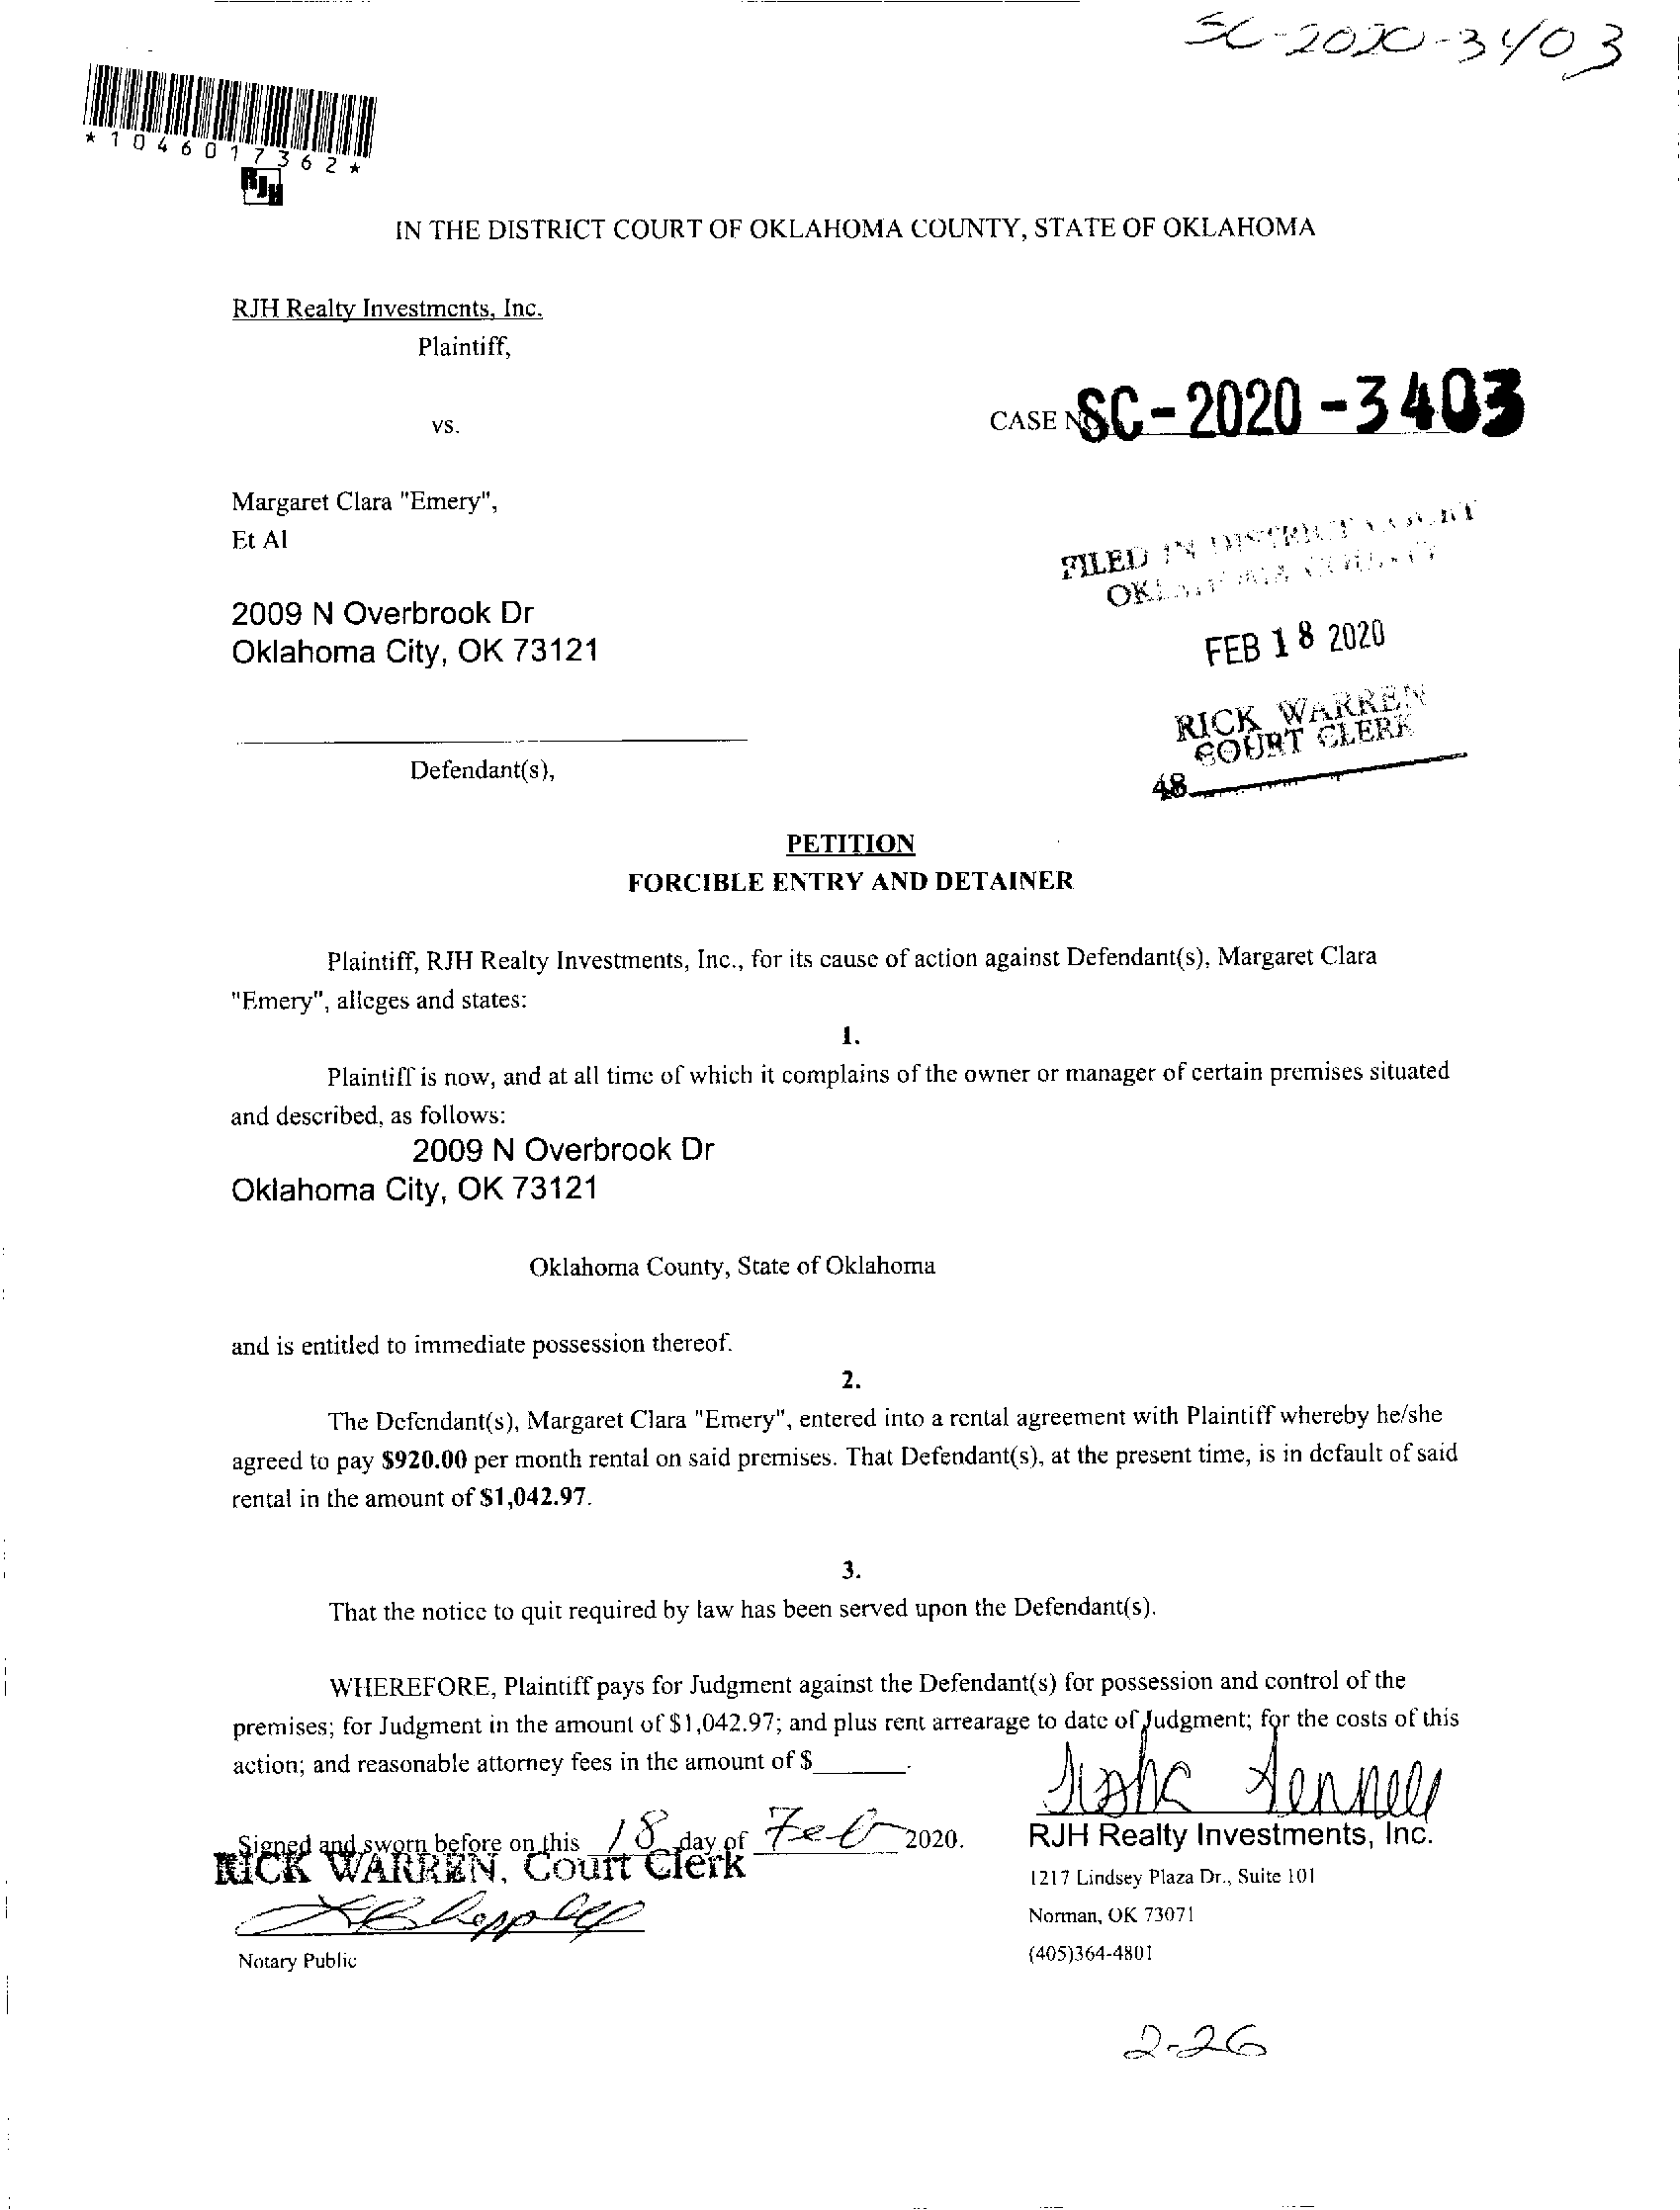 SC-2020-3403
*1046017362*
RJH
IN THE DISTRICT COURT OF OKLAHOMA COUNTY, STATE OF OKLAHOMA
RJH Realty Investments, Inc.
Plaintiff,
vs.
CASE NO. SC-2020-3403
Margaret Clara "Emery",
Et Al
FILED IN DISTRICT COURT
OKLAHOMA COUNTY
2009 N Overbrook Dr
Oklahoma City, OK 73121
FEB 18 2020
RICK WARREN
COURT CLERK
48
Defendant(s),
PETITION
FORCIBLE ENTRY AND DETAINER
Plaintiff, RJH Realty Investments, Inc., for its cause of action against Defendant(s), Margaret Clara
"Emery", alleges and states:
1.
Plaintiff is now, and at all time of which it complains of the owner or manager of certain premises situated
and described, as follows:
2009 N Overbrook Dr
Oklahoma City, OK 73121
Oklahoma County, State of Oklahoma
and is entitled to immediate possession thereof.
2.
The Defendant(s), Margaret Clara "Emery", entered into a rental agreement with Plaintiff whereby he/she
agreed to pay $920.00 per month rental on said premises. That Defendant(s), at the present time, is in default of said
rental in the amount of $1,042.97.
3.
That the notice to quit required by law has been served upon the Defendant(s).
WHEREFORE, Plaintiff pays for Judgment against the Defendant(s) for possession and control of the
premises; for Judgment in the amount of $1,042.97; and plus rent arrearage to date of Judgment; for the costs of this
action; and reasonable attorney fees in the amount of $_______.
Signed and sworn before on this 18 day of Feb 2020.
RICK WARREN, Court Clerk
Notary Public
RJH Realty Investments, Inc.
1217 Lindsey Plaza Dr., Suite 101
Norman, OK 73071
(405)364-4801
2-26